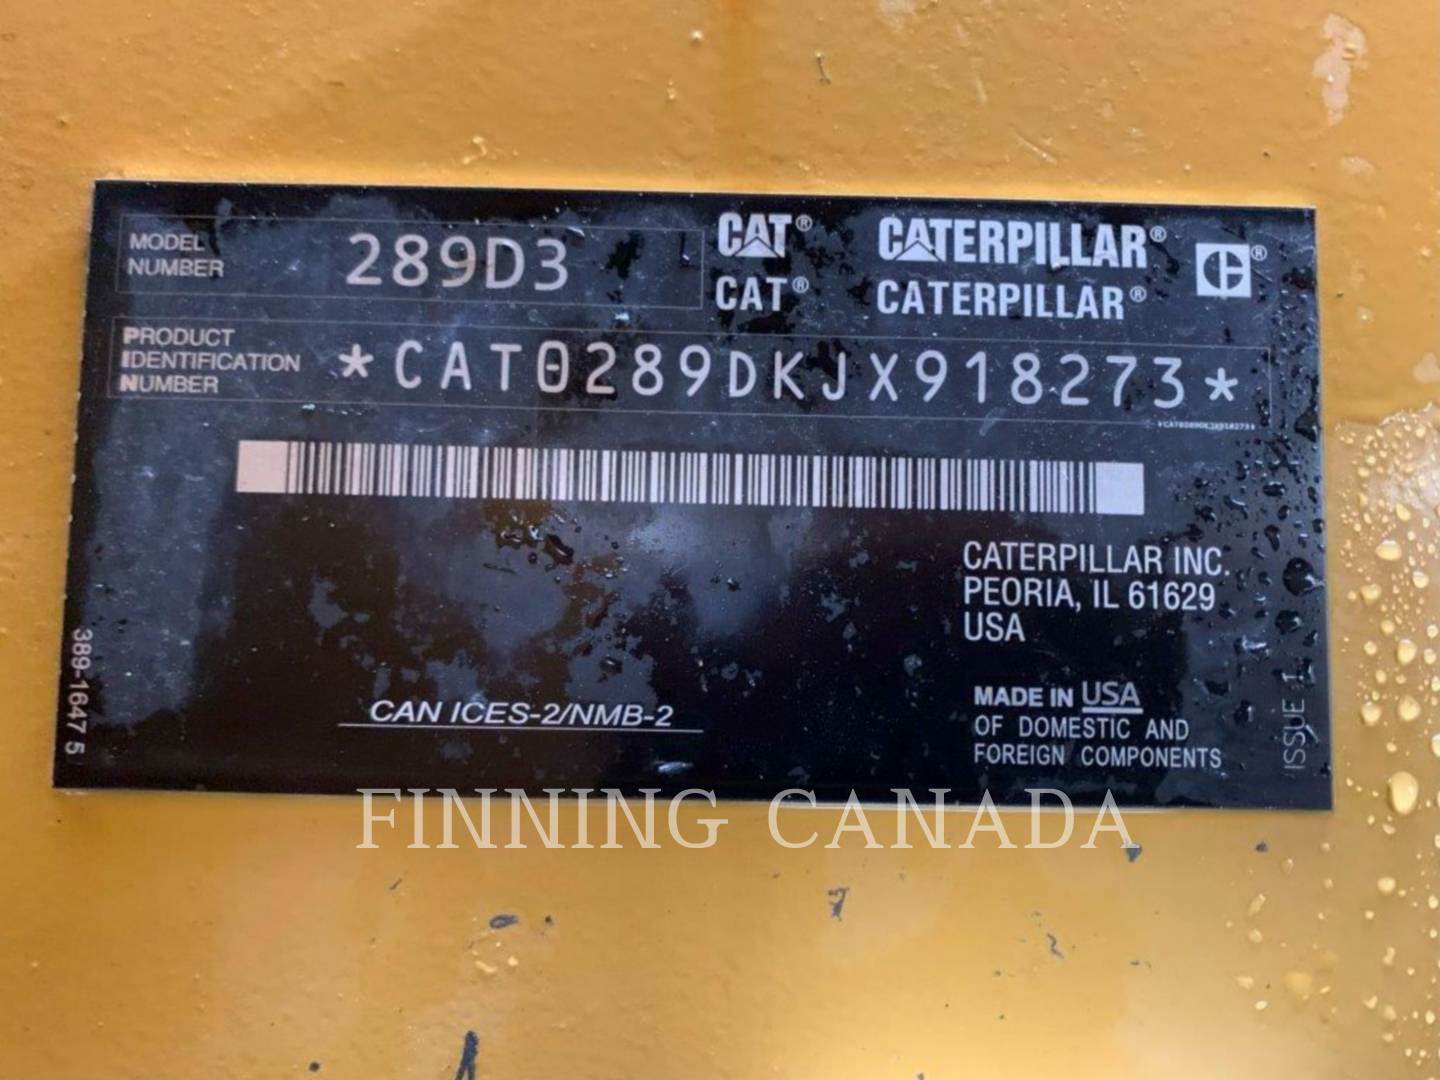 MODEL NUMBER 289D3
CAT® CATERPILLAR®
CAT® CATERPILLAR®
PRODUCT IDENTIFICATION NUMBER *CAT0289DKJX918273*
*CAT0289DKJX918273*
CATERPILLAR INC.
PEORIA, IL 61629
USA
CAN ICES-2/NMB-2
MADE IN USA
OF DOMESTIC AND
FOREIGN COMPONENTS
389-1647 5
ISSUE 1
FINNING CANADA